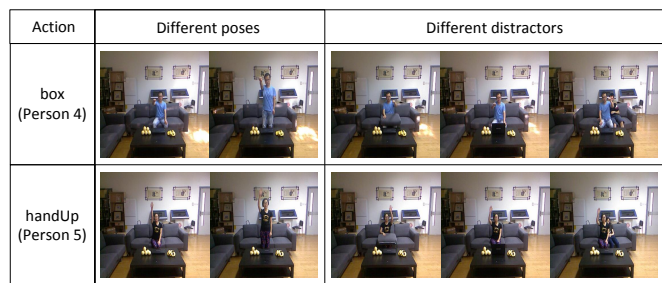 Action
Different poses
Different distractors
box
(Person 4)
handUp
(Person 5)